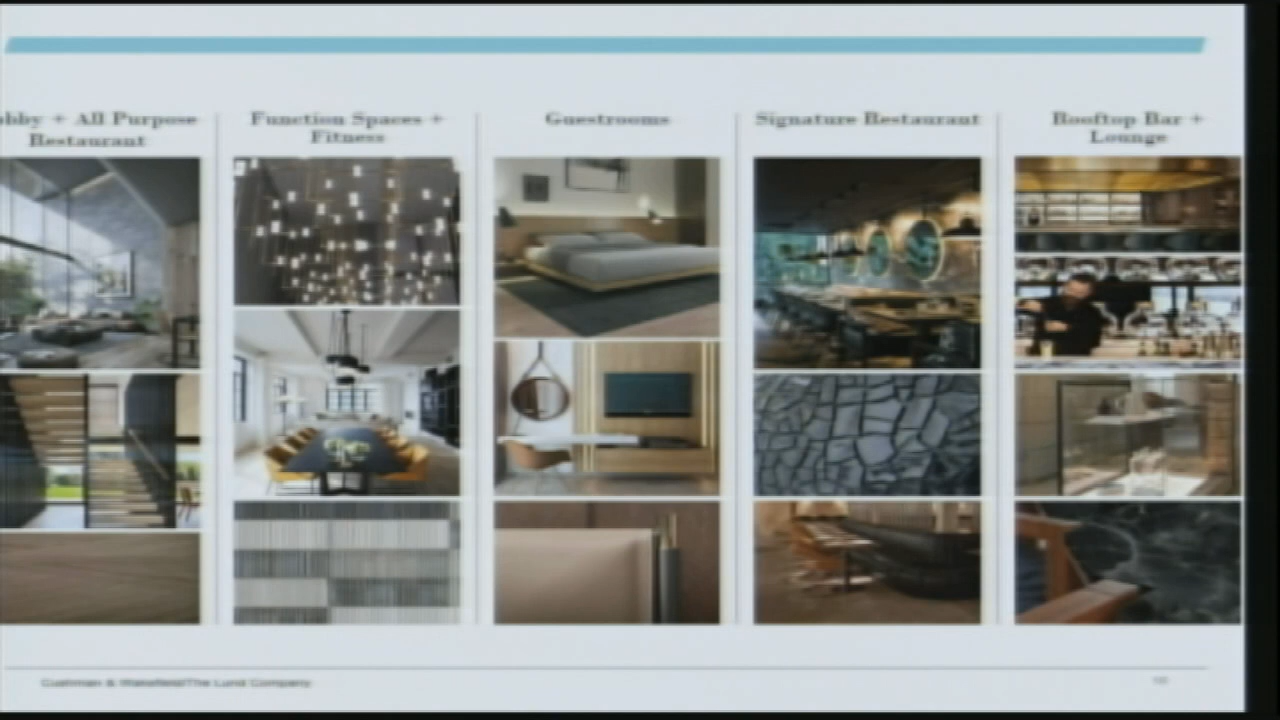 bby + All Purpose
Restaurant
Function Spaces +
Fitness
Guestrooms
Signature Restaurant
Rooftop Bar +
Lounge
Cushman & Wakefield/The Lund Company